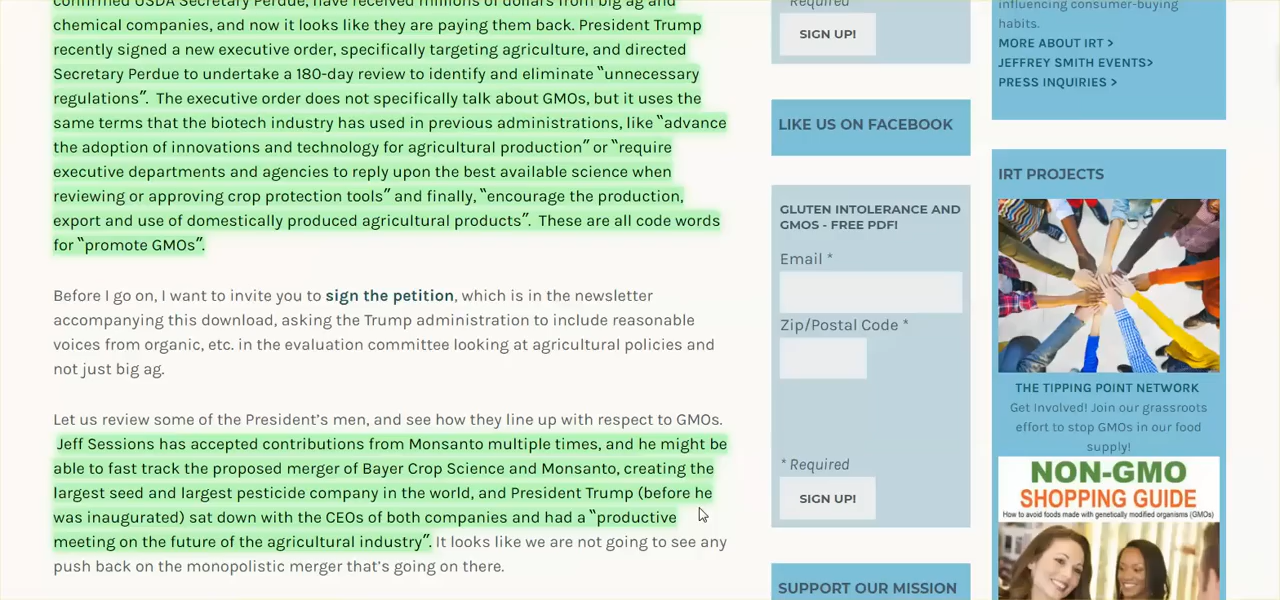 confirmed USDA Secretary Perdue, have received millions of dollars from big ag and
chemical companies, and now it looks like they are paying them back. President Trump
recently signed a new executive order, specifically targeting agriculture, and directed
Secretary Perdue to undertake a 180-day review to identify and eliminate “unnecessary
regulations”.  The executive order does not specifically talk about GMOs, but it uses the
same terms that the biotech industry has used in previous administrations, like “advance
the adoption of innovations and technology for agricultural production” or “require
executive departments and agencies to reply upon the best available science when
reviewing or approving crop protection tools” and finally, “encourage the production,
export and use of domestically produced agricultural products”.  These are all code words
for “promote GMOs”.
Before I go on, I want to invite you to sign the petition, which is in the newsletter
accompanying this download, asking the Trump administration to include reasonable
voices from organic, etc. in the evaluation committee looking at agricultural policies and
not just big ag.
Let us review some of the President’s men, and see how they line up with respect to GMOs.
Jeff Sessions has accepted contributions from Monsanto multiple times, and he might be
able to fast track the proposed merger of Bayer Crop Science and Monsanto, creating the
largest seed and largest pesticide company in the world, and President Trump (before he
was inaugurated) sat down with the CEOs of both companies and had a “productive
meeting on the future of the agricultural industry”. It looks like we are not going to see any
push back on the monopolistic merger that’s going on there.
* Required
SIGN UP!
LIKE US ON FACEBOOK
GLUTEN INTOLERANCE AND
GMOS - FREE PDF!
Email *
Zip/Postal Code *
* Required
SIGN UP!
SUPPORT OUR MISSION
influencing consumer-buying
habits.
MORE ABOUT IRT >
JEFFREY SMITH EVENTS>
PRESS INQUIRIES >
IRT PROJECTS
THE TIPPING POINT NETWORK
Get Involved! Join our grassroots
effort to stop GMOs in our food
supply!
NON-GMO
SHOPPING GUIDE
How to avoid foods made with genetically modified organisms (GMOs)